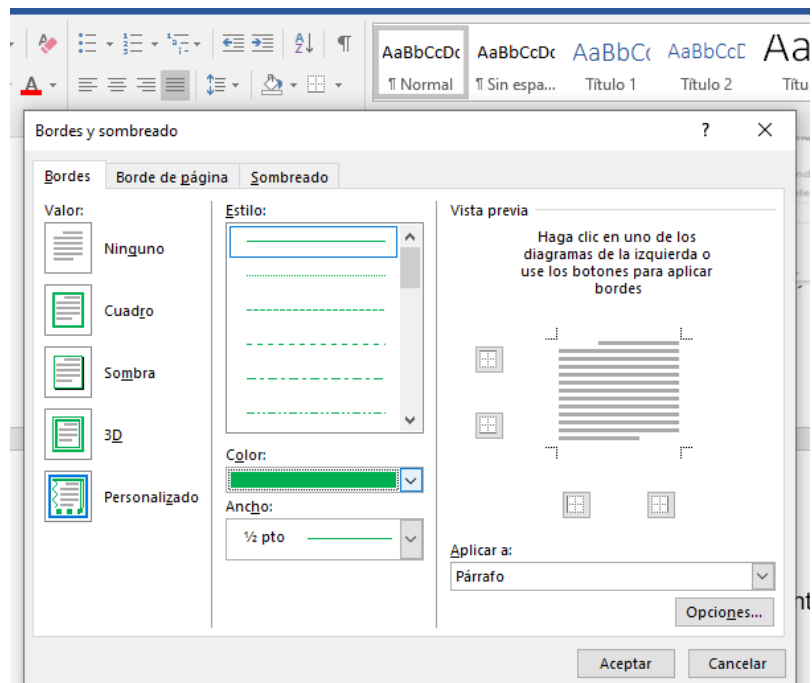 AaBbCcDc AaBbCcDc AaBbC( AaBbCcD Aa
¶ Normal ¶ Sin espa... Título 1 Título 2 Títu
Bordes y sombreado ? ×
Bordes Borde de página Sombreado
Valor:
Ninguno
Cuadro
Sombra
3D
Personalizado
Estilo:
Color:
Ancho:
½ pto
Vista previa
Haga clic en uno de los
diagramas de la izquierda o
use los botones para aplicar
bordes
Aplicar a:
Párrafo
Opciones...
Aceptar Cancelar